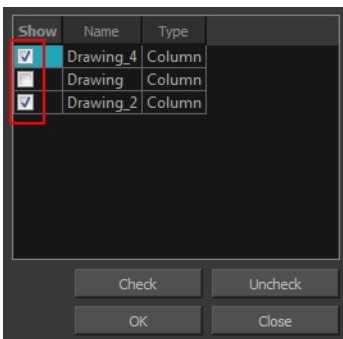 Show Name Type
Drawing_4 Column
Drawing Column
Drawing_2 Column
Check Uncheck
OK Close